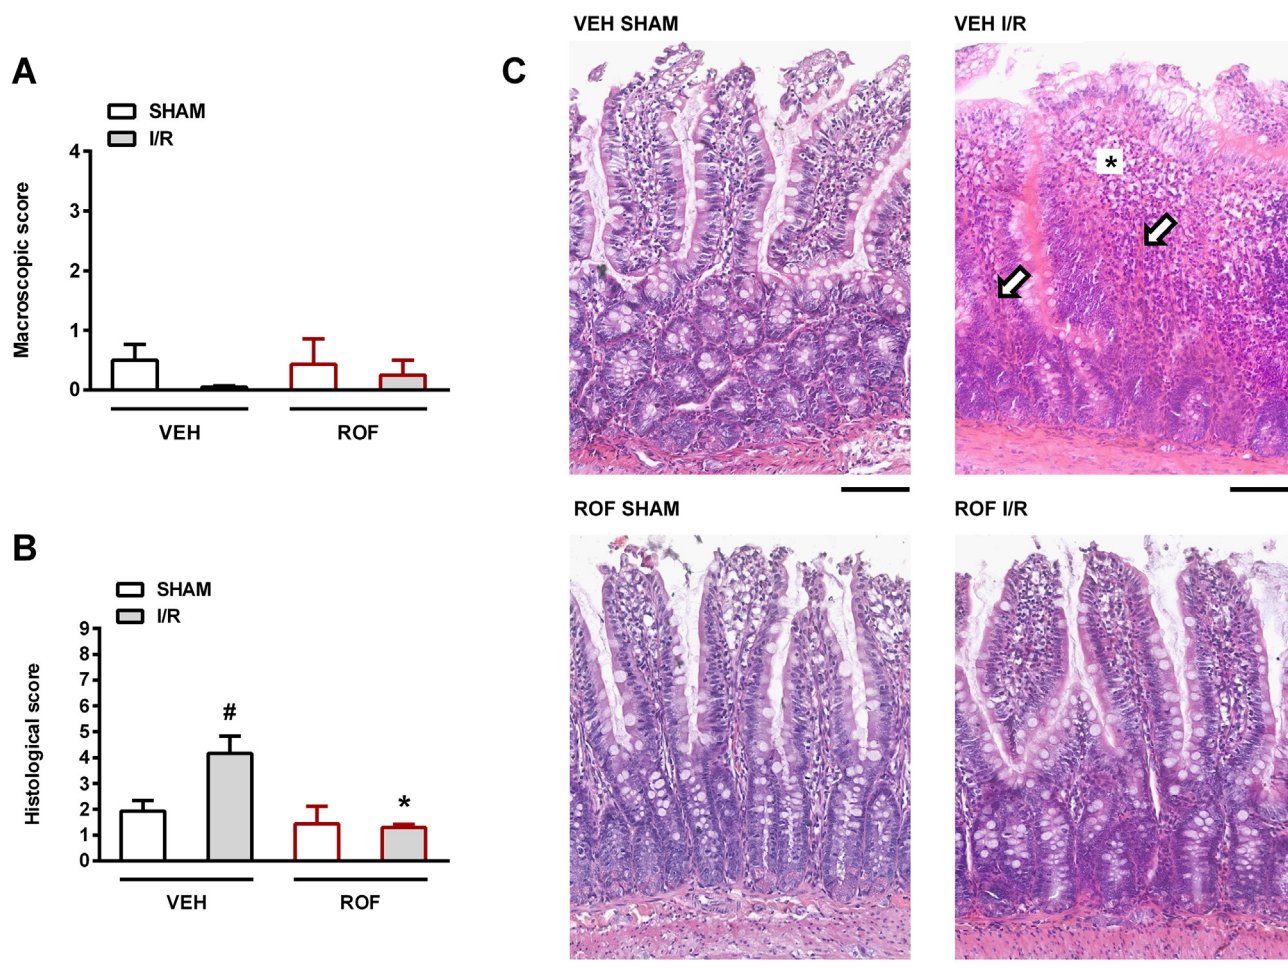 A
SHAM
I/R
Macroscopic score
4
3
2
1
0
VEH
ROF
B
SHAM
I/R
Histological score
9
8
7
6
5
4
3
2
1
0
#
*
VEH
ROF
C
VEH SHAM
VEH I/R
*
ROF SHAM
ROF I/R